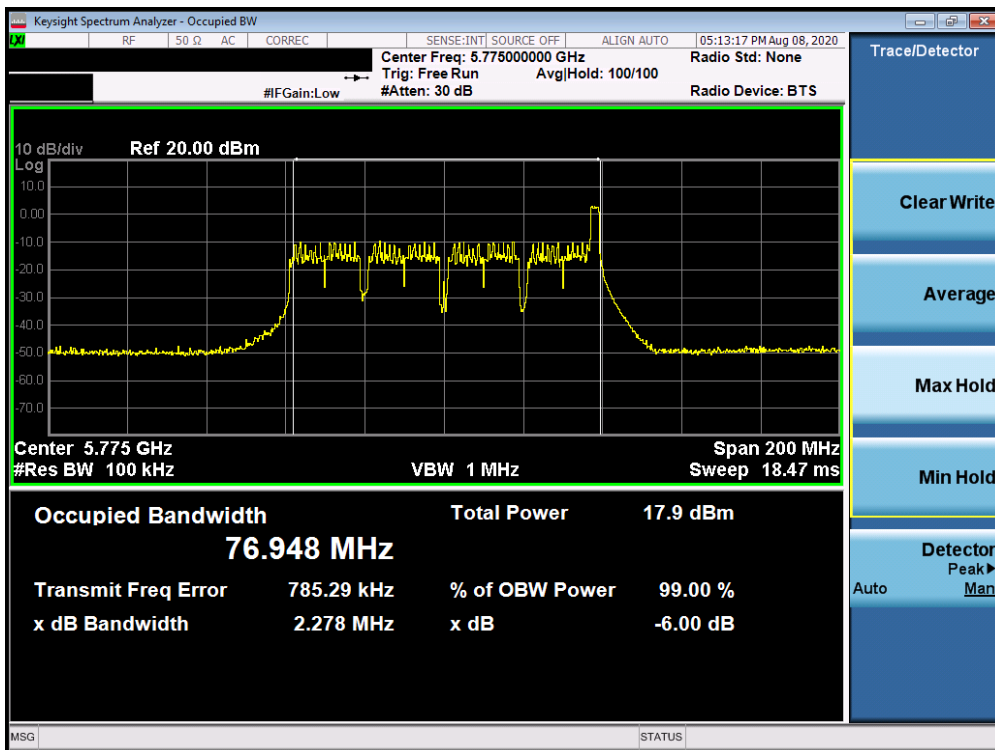 Keysight Spectrum Analyzer - Occupied BW
LXI RF 50 Ω AC CORREC SENSE:INT SOURCE OFF ALIGN AUTO 05:13:17 PM Aug 08, 2020
Center Freq: 5.775000000 GHz Radio Std: None
Trig: Free Run Avg|Hold: 100/100
#IFGain:Low #Atten: 30 dB Radio Device: BTS
Trace/Detector
10 dB/div Ref 20.00 dBm
Log
10.0
0.00
-10.0
-20.0
-30.0
-40.0
-50.0
-60.0
-70.0
Center 5.775 GHz Span 200 MHz
#Res BW 100 kHz VBW 1 MHz Sweep 18.47 ms
Occupied Bandwidth Total Power 17.9 dBm
76.948 MHz
Transmit Freq Error 785.29 kHz % of OBW Power 99.00 %
x dB Bandwidth 2.278 MHz x dB -6.00 dB
Clear Write
Average
Max Hold
Min Hold
Detector
Peak▶
Auto Man
MSG STATUS